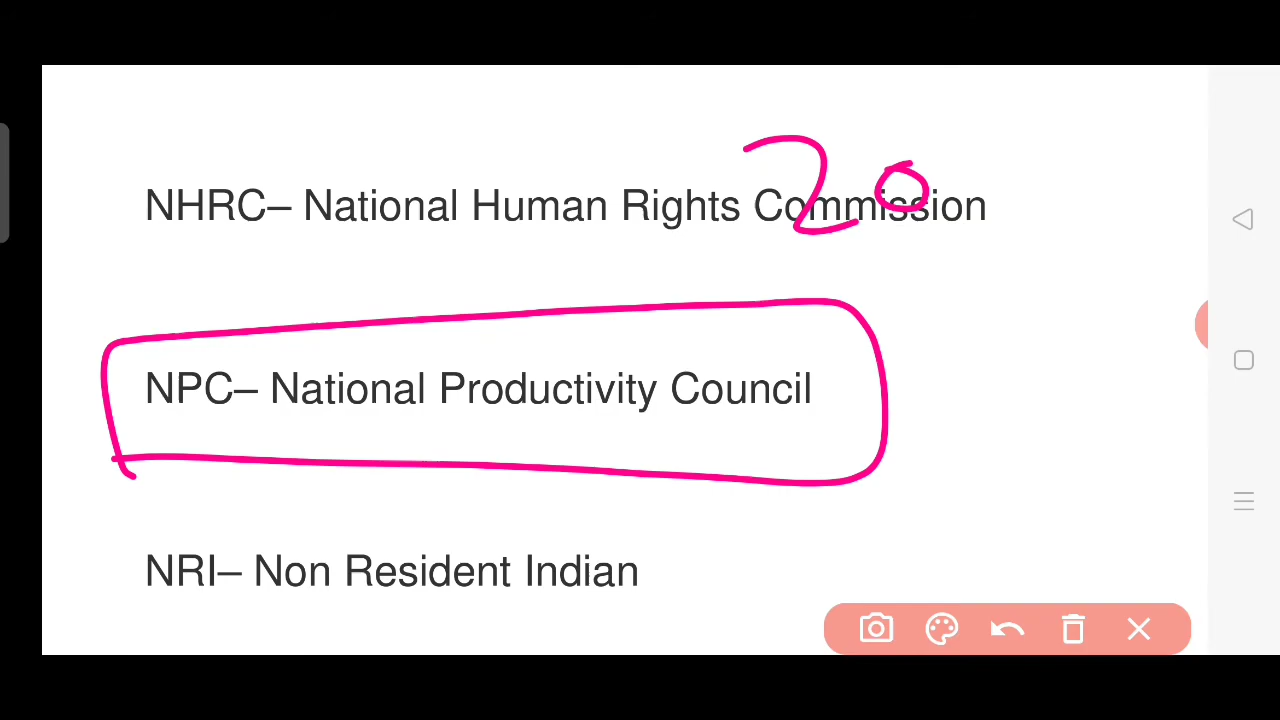 20
NHRC– National Human Rights Commission
NPC– National Productivity Council
NRI– Non Resident Indian